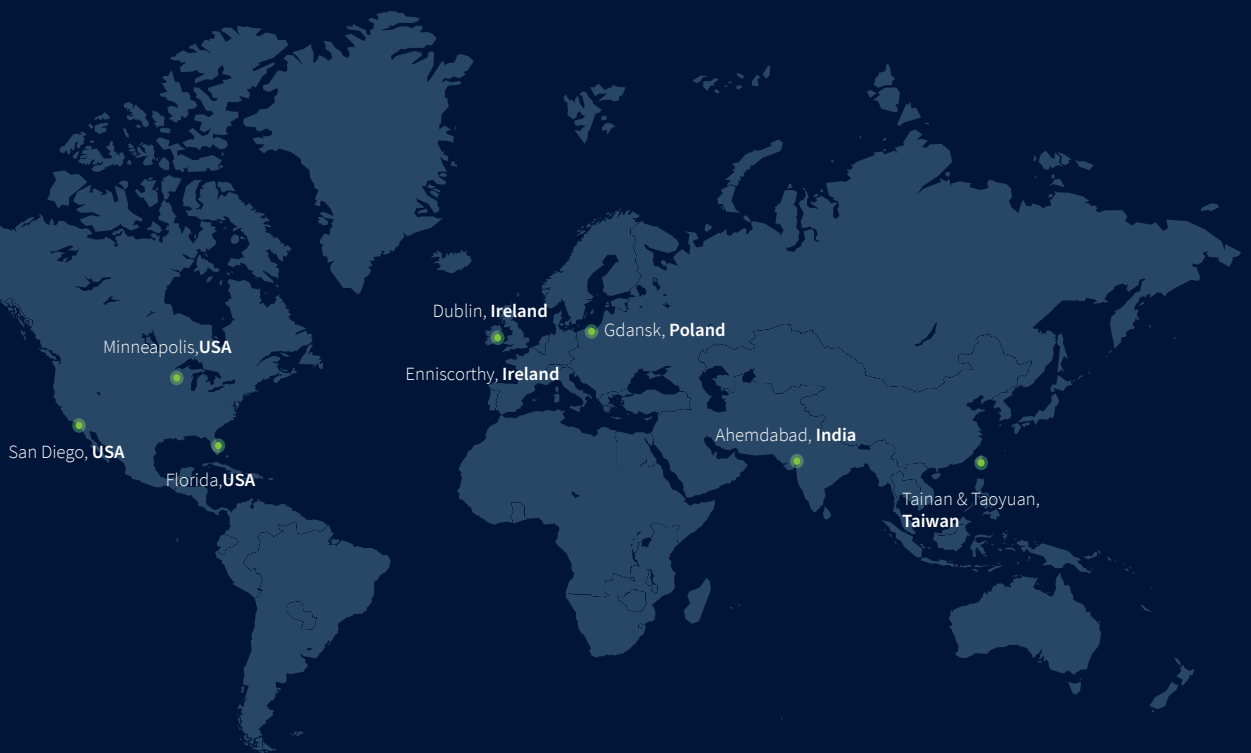 Dublin, Ireland
Gdansk, Poland
Minneapolis,USA
Enniscorthy, Ireland
Ahemdabad, India
San Diego, USA
Florida,USA
Tainan & Taoyuan,
Taiwan